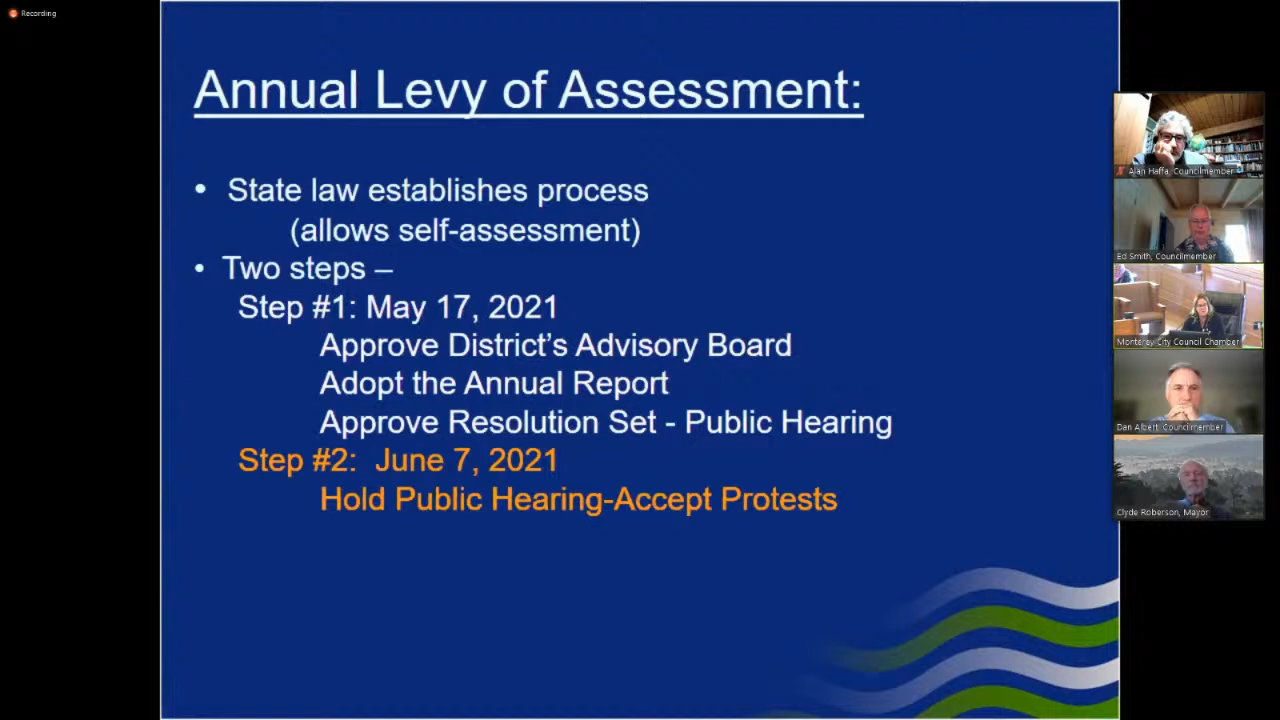 Recording
Annual Levy of Assessment:
• State law establishes process
(allows self-assessment)
• Two steps –
Step #1: May 17, 2021
Approve District’s Advisory Board
Adopt the Annual Report
Approve Resolution Set - Public Hearing
Step #2: June 7, 2021
Hold Public Hearing-Accept Protests
Alan Haffa, Councilmember
Ed Smith, Councilmember
Monterey City Council Chamber
Dan Albert, Councilmember
Clyde Roberson, Mayor